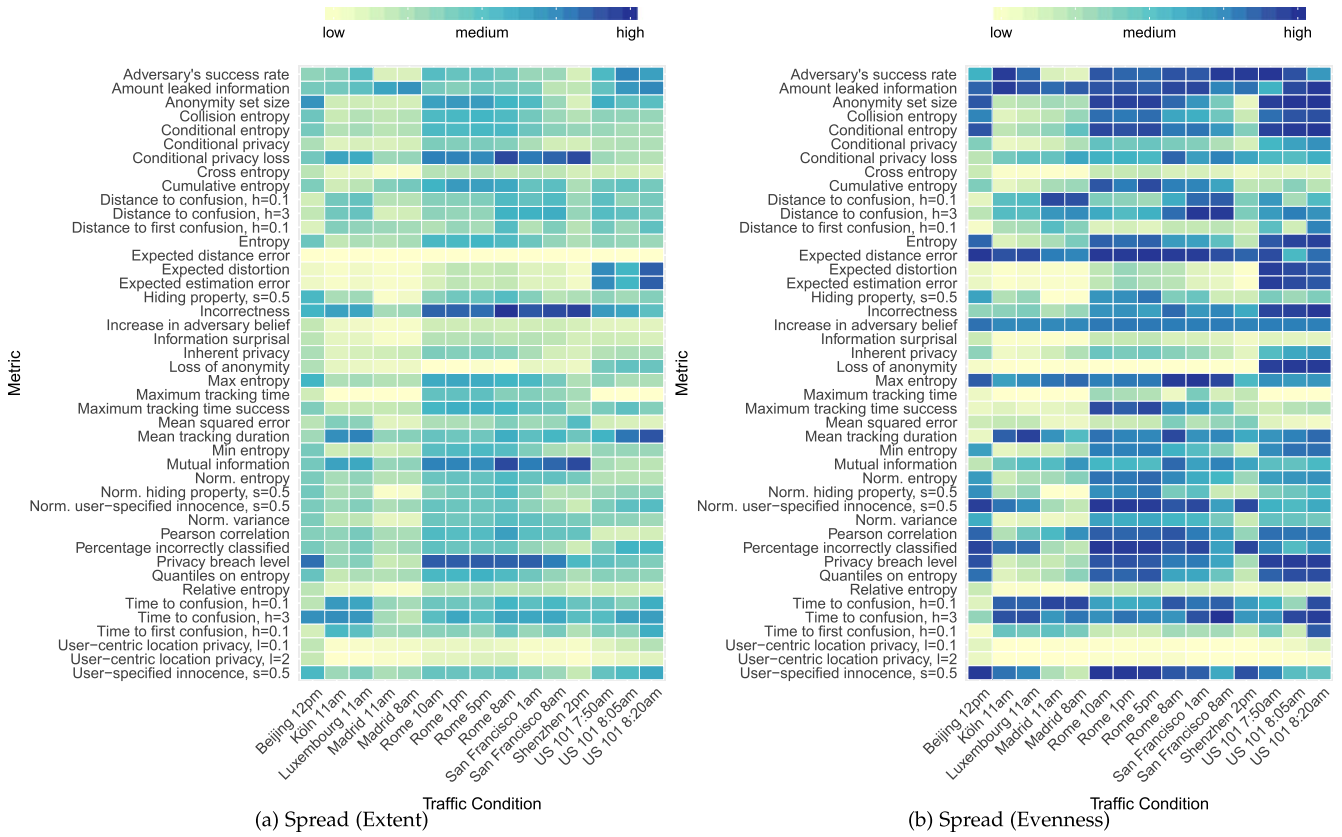 low medium high
Adversary's success rate
Amount leaked information
Anonymity set size
Collision entropy
Conditional entropy
Conditional privacy
Conditional privacy loss
Cross entropy
Cumulative entropy
Distance to confusion, h=0.1
Distance to confusion, h=3
Distance to first confusion, h=0.1
Entropy
Expected distance error
Expected distortion
Expected estimation error
Hiding property, s=0.5
Incorrectness
Increase in adversary belief
Information surprisal
Inherent privacy
Loss of anonymity
Max entropy
Maximum tracking time
Maximum tracking time success
Mean squared error
Mean tracking duration
Min entropy
Mutual information
Norm. entropy
Norm. hiding property, s=0.5
Norm. user−specified innocence, s=0.5
Norm. variance
Pearson correlation
Percentage incorrectly classified
Privacy breach level
Quantiles on entropy
Relative entropy
Time to confusion, h=0.1
Time to confusion, h=3
Time to first confusion, h=0.1
User−centric location privacy, l=0.1
User−centric location privacy, l=2
User−specified innocence, s=0.5
Metric
Beijing 12pm
Köln 11am
Luxembourg 11am
Madrid 11am
Madrid 8am
Rome 10am
Rome 1pm
Rome 5pm
Rome 8am
San Francisco 1am
San Francisco 8am
Shenzhen 2pm
US 101 7:50am
US 101 8:05am
US 101 8:20am
Traffic Condition
(a) Spread (Extent)
low medium high
Adversary's success rate
Amount leaked information
Anonymity set size
Collision entropy
Conditional entropy
Conditional privacy
Conditional privacy loss
Cross entropy
Cumulative entropy
Distance to confusion, h=0.1
Distance to confusion, h=3
Distance to first confusion, h=0.1
Entropy
Expected distance error
Expected distortion
Expected estimation error
Hiding property, s=0.5
Incorrectness
Increase in adversary belief
Information surprisal
Inherent privacy
Loss of anonymity
Max entropy
Maximum tracking time
Maximum tracking time success
Mean squared error
Mean tracking duration
Min entropy
Mutual information
Norm. entropy
Norm. hiding property, s=0.5
Norm. user−specified innocence, s=0.5
Norm. variance
Pearson correlation
Percentage incorrectly classified
Privacy breach level
Quantiles on entropy
Relative entropy
Time to confusion, h=0.1
Time to confusion, h=3
Time to first confusion, h=0.1
User−centric location privacy, l=0.1
User−centric location privacy, l=2
User−specified innocence, s=0.5
Metric
Beijing 12pm
Köln 11am
Luxembourg 11am
Madrid 11am
Madrid 8am
Rome 10am
Rome 1pm
Rome 5pm
Rome 8am
San Francisco 1am
San Francisco 8am
Shenzhen 2pm
US 101 7:50am
US 101 8:05am
US 101 8:20am
Traffic Condition
(b) Spread (Evenness)